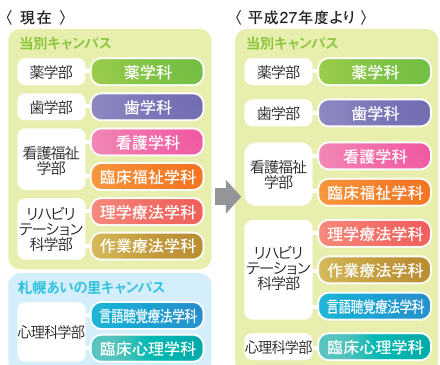 〈 現在 〉
当別キャンパス
薬学部
薬学科
歯学部
歯学科
看護福祉
学部
看護学科
臨床福祉学科
リハビリ
テーション
科学部
理学療法学科
作業療法学科
札幌あいの里キャンパス
心理科学部
言語聴覚療法学科
臨床心理学科
〈 平成27年度より 〉
当別キャンパス
薬学部
薬学科
歯学部
歯学科
看護福祉
学部
看護学科
臨床福祉学科
リハビリ
テーション
科学部
理学療法学科
作業療法学科
言語聴覚療法学科
心理科学部
臨床心理学科